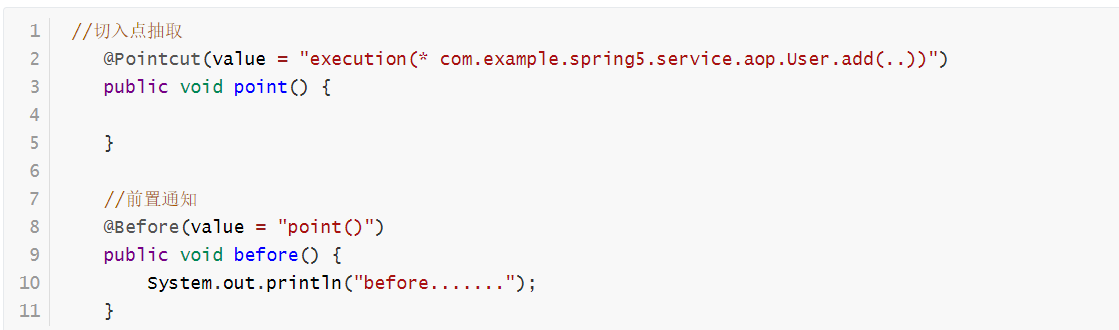 1 //切入点抽取
2 @Pointcut(value = "execution(* com.example.spring5.service.aop.User.add(..))")
3 public void point() {
4
5 }
6
7 //前置通知
8 @Before(value = "point()")
9 public void before() {
10 System.out.println("before.......");
11 }